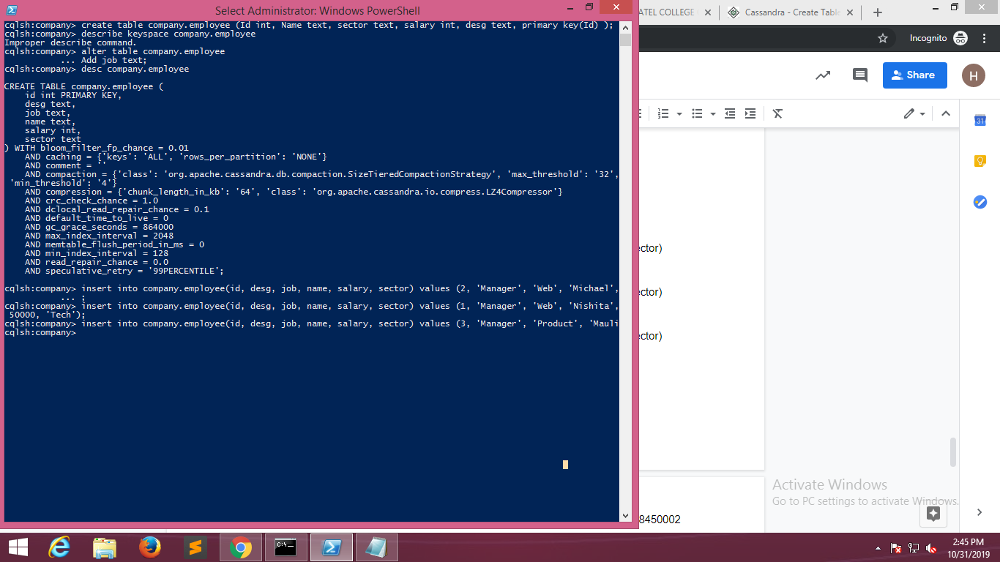 Select Administrator: Windows PowerShell
cqlsh:company> create table company.employee (Id int, Name text, sector text, salary int, desg text, primary key(Id) );
cqlsh:company> describe keyspace company.employee
Improper describe command.
cqlsh:company> alter table company.employee
... Add job text;
cqlsh:company> desc company.employee
CREATE TABLE company.employee (
id int PRIMARY KEY,
desg text,
job text,
name text,
salary int,
sector text
) WITH bloom_filter_fp_chance = 0.01
AND caching = {'keys': 'ALL', 'rows_per_partition': 'NONE'}
AND comment = ''
AND compaction = {'class': 'org.apache.cassandra.db.compaction.SizeTieredCompactionStrategy', 'max_threshold': '32',
'min_threshold': '4'}
AND compression = {'chunk_length_in_kb': '64', 'class': 'org.apache.cassandra.io.compress.LZ4Compressor'}
AND crc_check_chance = 1.0
AND dclocal_read_repair_chance = 0.1
AND default_time_to_live = 0
AND gc_grace_seconds = 864000
AND max_index_interval = 2048
AND memtable_flush_period_in_ms = 0
AND min_index_interval = 128
AND read_repair_chance = 0.0
AND speculative_retry = '99PERCENTILE';
cqlsh:company> insert into company.employee(id, desg, job, name, salary, sector) values (2, 'Manager', 'Web', 'Michael',
... ;
cqlsh:company> insert into company.employee(id, desg, job, name, salary, sector) values (1, 'Manager', 'Web', 'Nishita',
50000, 'Tech');
cqlsh:company> insert into company.employee(id, desg, job, name, salary, sector) values (3, 'Manager', 'Product', 'Mauli
cqlsh:company>
ATEL COLLEGE
Cassandra - Create Table
Incognito
Share
H
31
ector)
ector)
ector)
8450002
Activate Windows
Go to PC settings to activate Windows.
C:\_
2:45 PM
10/31/2019